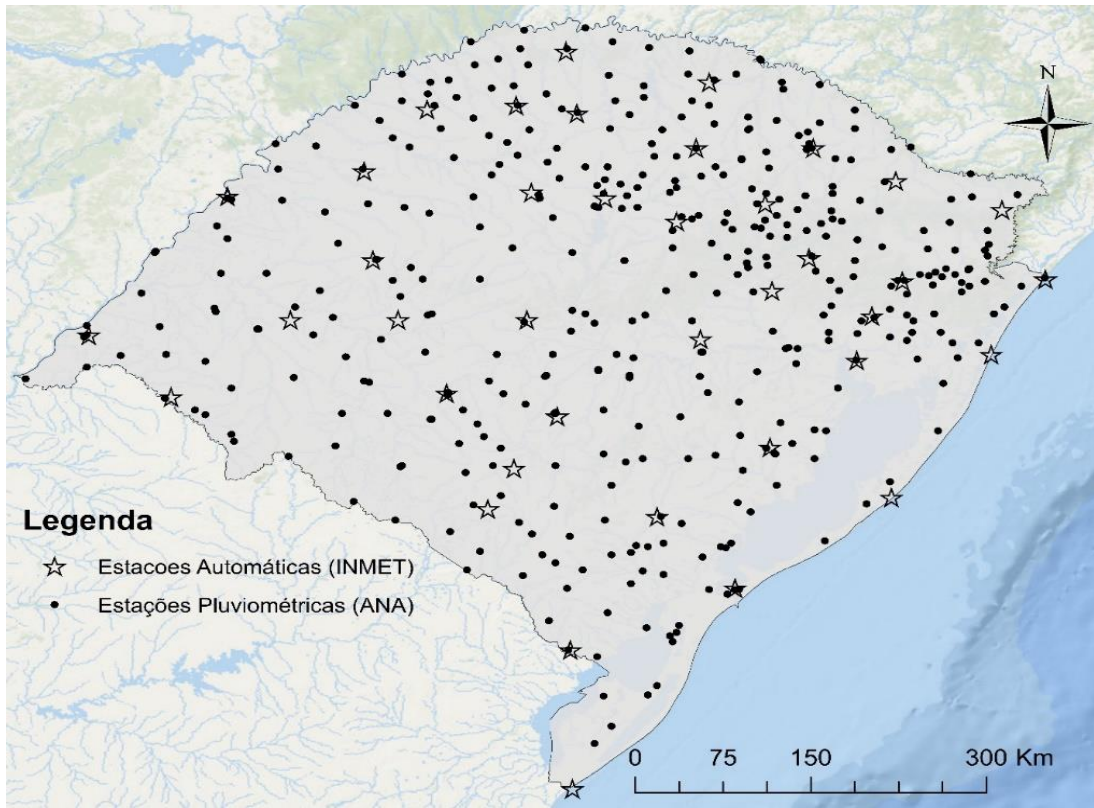 N
Legenda
Estacoes Automáticas (INMET)
Estações Pluviométricas (ANA)
0 75 150 300 Km